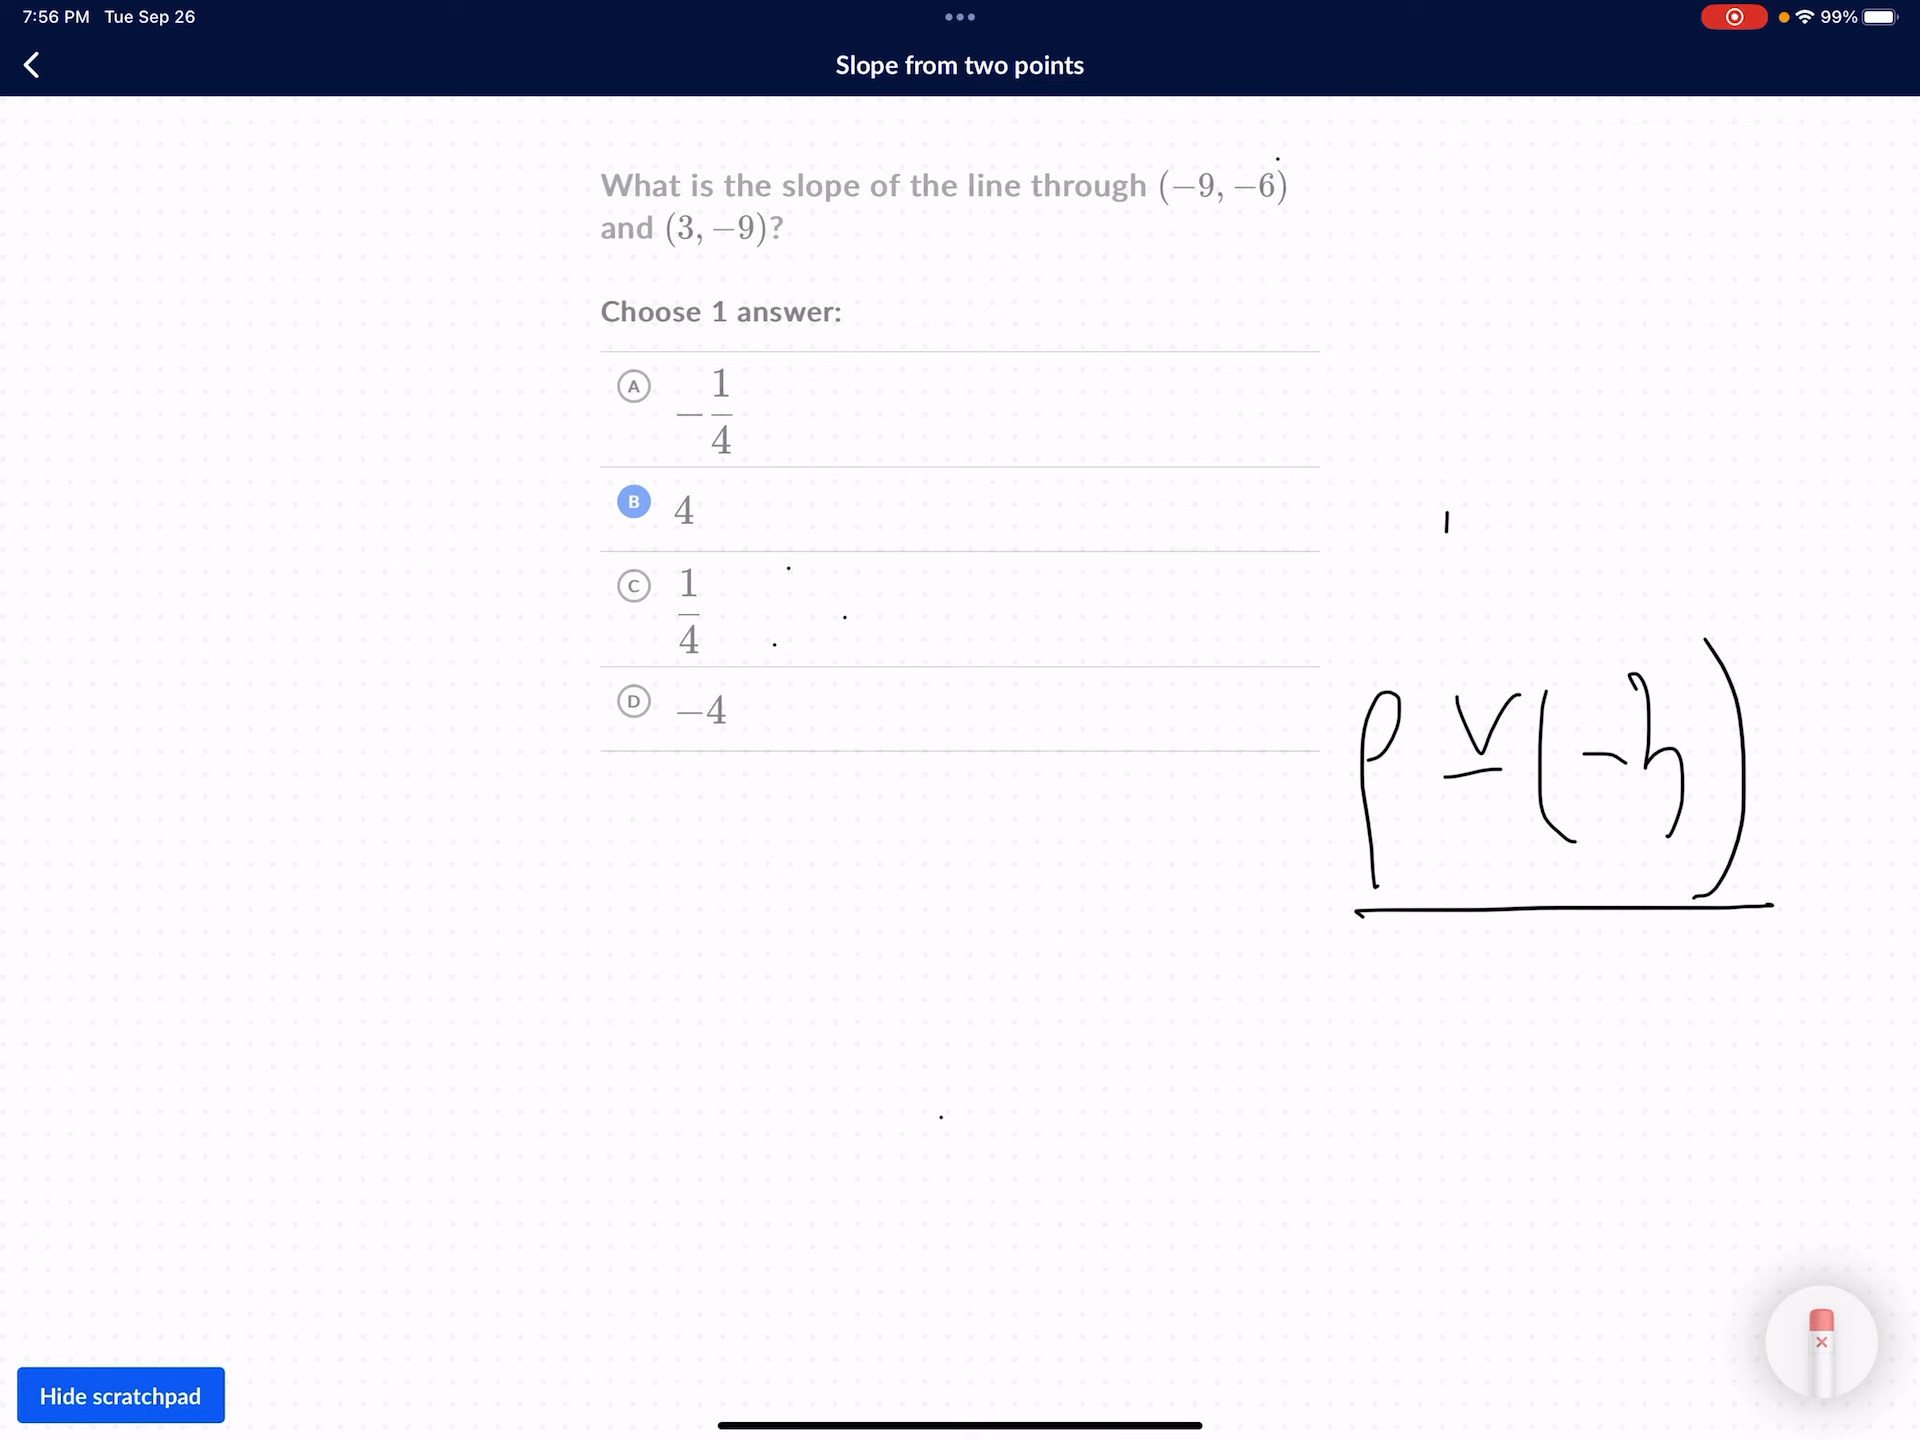 7:56 PM Tue Sep 26
99%
Slope from two points
What is the slope of the line through (−9, −6)
and (3, −9)?
Choose 1 answer:
A −1/4
B 4
C 1/4
D −4
Hide scratchpad